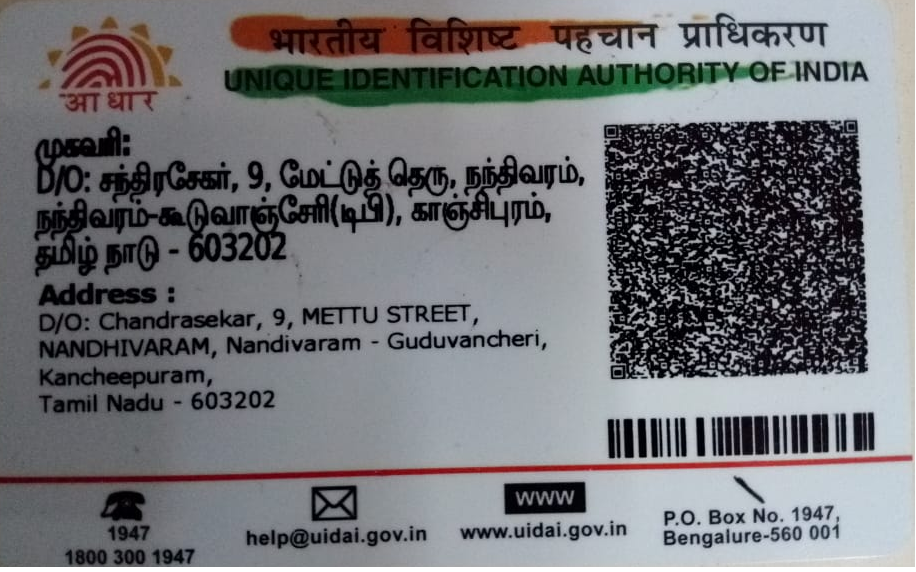 भारतीय विशिष्ट पहचान प्राधिकरण
UNIQUE IDENTIFICATION AUTHORITY OF INDIA
आधार
முகவரி:
D/O: சந்திரசேகர், 9, மேட்டுத் தெரு, நந்திவரம்,
நந்திவரம்-கூடுவாஞ்சேரி(டிபி), காஞ்சிபுரம்,
தமிழ் நாடு - 603202
Address :
D/O: Chandrasekar, 9, METTU STREET,
NANDHIVARAM, Nandivaram - Guduvancheri,
Kancheepuram,
Tamil Nadu - 603202
1947
1800 300 1947
help@uidai.gov.in
WWW
www.uidai.gov.in
P.O. Box No. 1947,
Bengalure-560 001